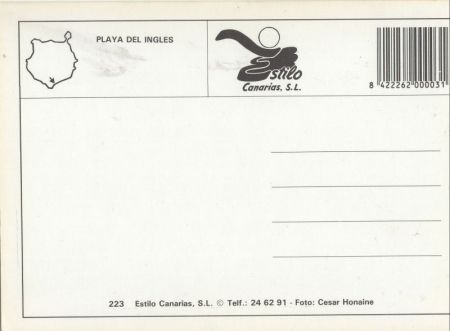 PLAYA DEL INGLES
Estilo
Canarias, S.L.
8 422262 000031
223 Estilo Canarias, S.L. © Telf.: 24 62 91 - Foto: Cesar Honaine